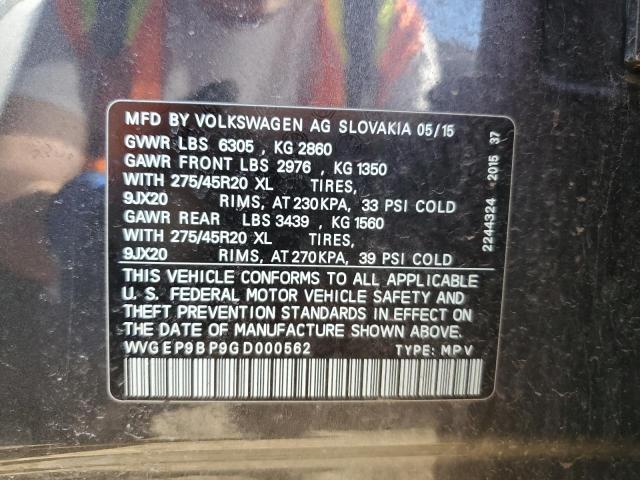 MFD BY VOLKSWAGEN AG SLOVAKIA 05/15
GVWR LBS 6305 , KG 2860
GAWR FRONT LBS 2976 , KG 1350
WITH 275/45R20 XL TIRES,
9JX20 RIMS, AT 230KPA, 33 PSI COLD
GAWR REAR LBS 3439 , KG 1560
WITH 275/45R20 XL TIRES,
9JX20 RIMS, AT 270KPA, 39 PSI COLD
THIS VEHICLE CONFORMS TO ALL APPLICABLE
U. S. FEDERAL MOTOR VEHICLE SAFETY AND
THEFT PREVENTION STANDARDS IN EFFECT ON
THE DATE OF MANUFACTURE SHOWN ABOVE.
WVGEP9BP9GD000562 TYPE: MPV
2244324 2015 37